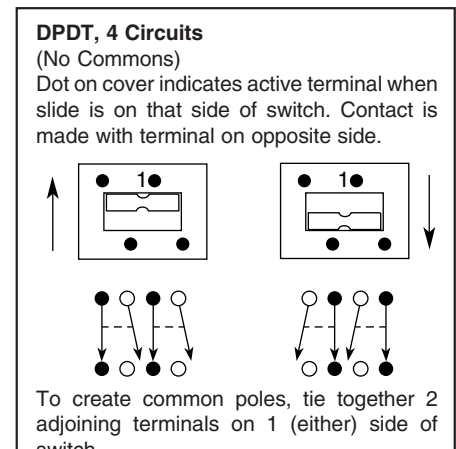 DPDT, 4 Circuits
(No Commons)
Dot on cover indicates active terminal when
slide is on that side of switch. Contact is
made with terminal on opposite side.
1 1
To create common poles, tie together 2
adjoining terminals on 1 (either) side of